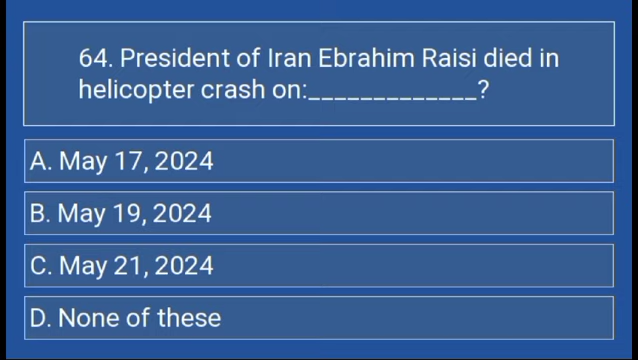 64. President of Iran Ebrahim Raisi died in
helicopter crash on:_____________?
A. May 17, 2024
B. May 19, 2024
C. May 21, 2024
D. None of these